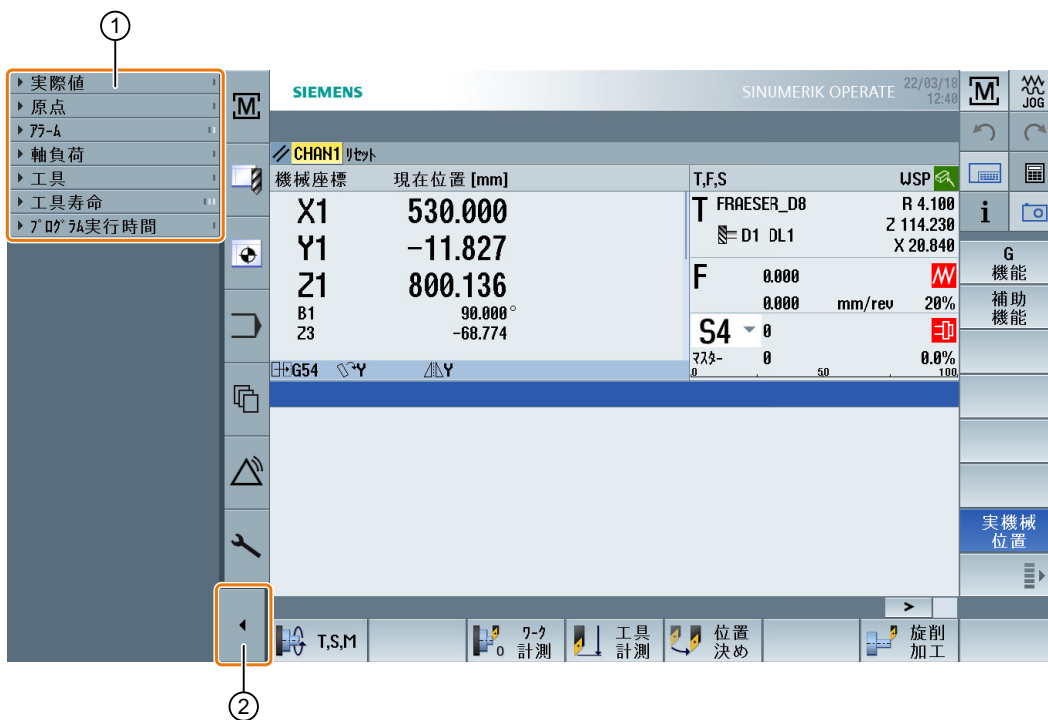 ①
実際値
原点
ｱﾗｰﾑ
軸負荷
工具
工具寿命
ﾌﾟﾛｸﾞﾗﾑ実行時間
M
SIEMENS
SINUMERIK OPERATE
22/03/18
12:40
M
JOG
CHAN1 ﾘｾｯﾄ
機械座標 現在位置 [mm]
X1 530.000
Y1 -11.827
Z1 800.136
B1 90.000°
Z3 -68.774
G54 Y Y
T,F,S WSP
T FRAESER_D8 R 4.100
Z 114.230
D1 DL1 X 20.840
F 0.000
0.000 mm/rev 20%
S4 0
ﾏｽﾀｰ 0 0.0%
0 50 100
i
G
機能
補助
機能
実機械
位置
>
T,S,M
0
ﾜｰｸ
計測
工具
計測
位置
決め
旋削
加工
②